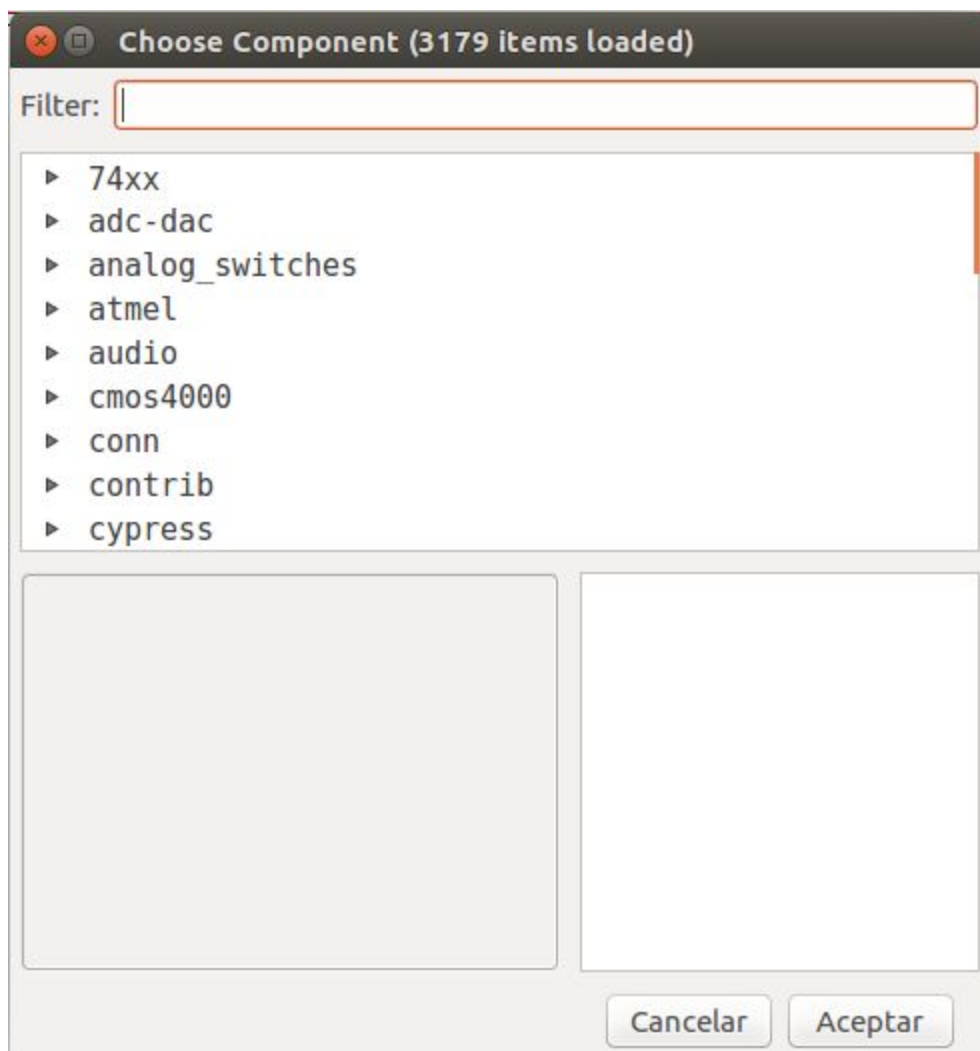 Choose Component (3179 items loaded)
Filter:
74xx
adc-dac
analog_switches
atmel
audio
cmos4000
conn
contrib
cypress
Cancelar Aceptar